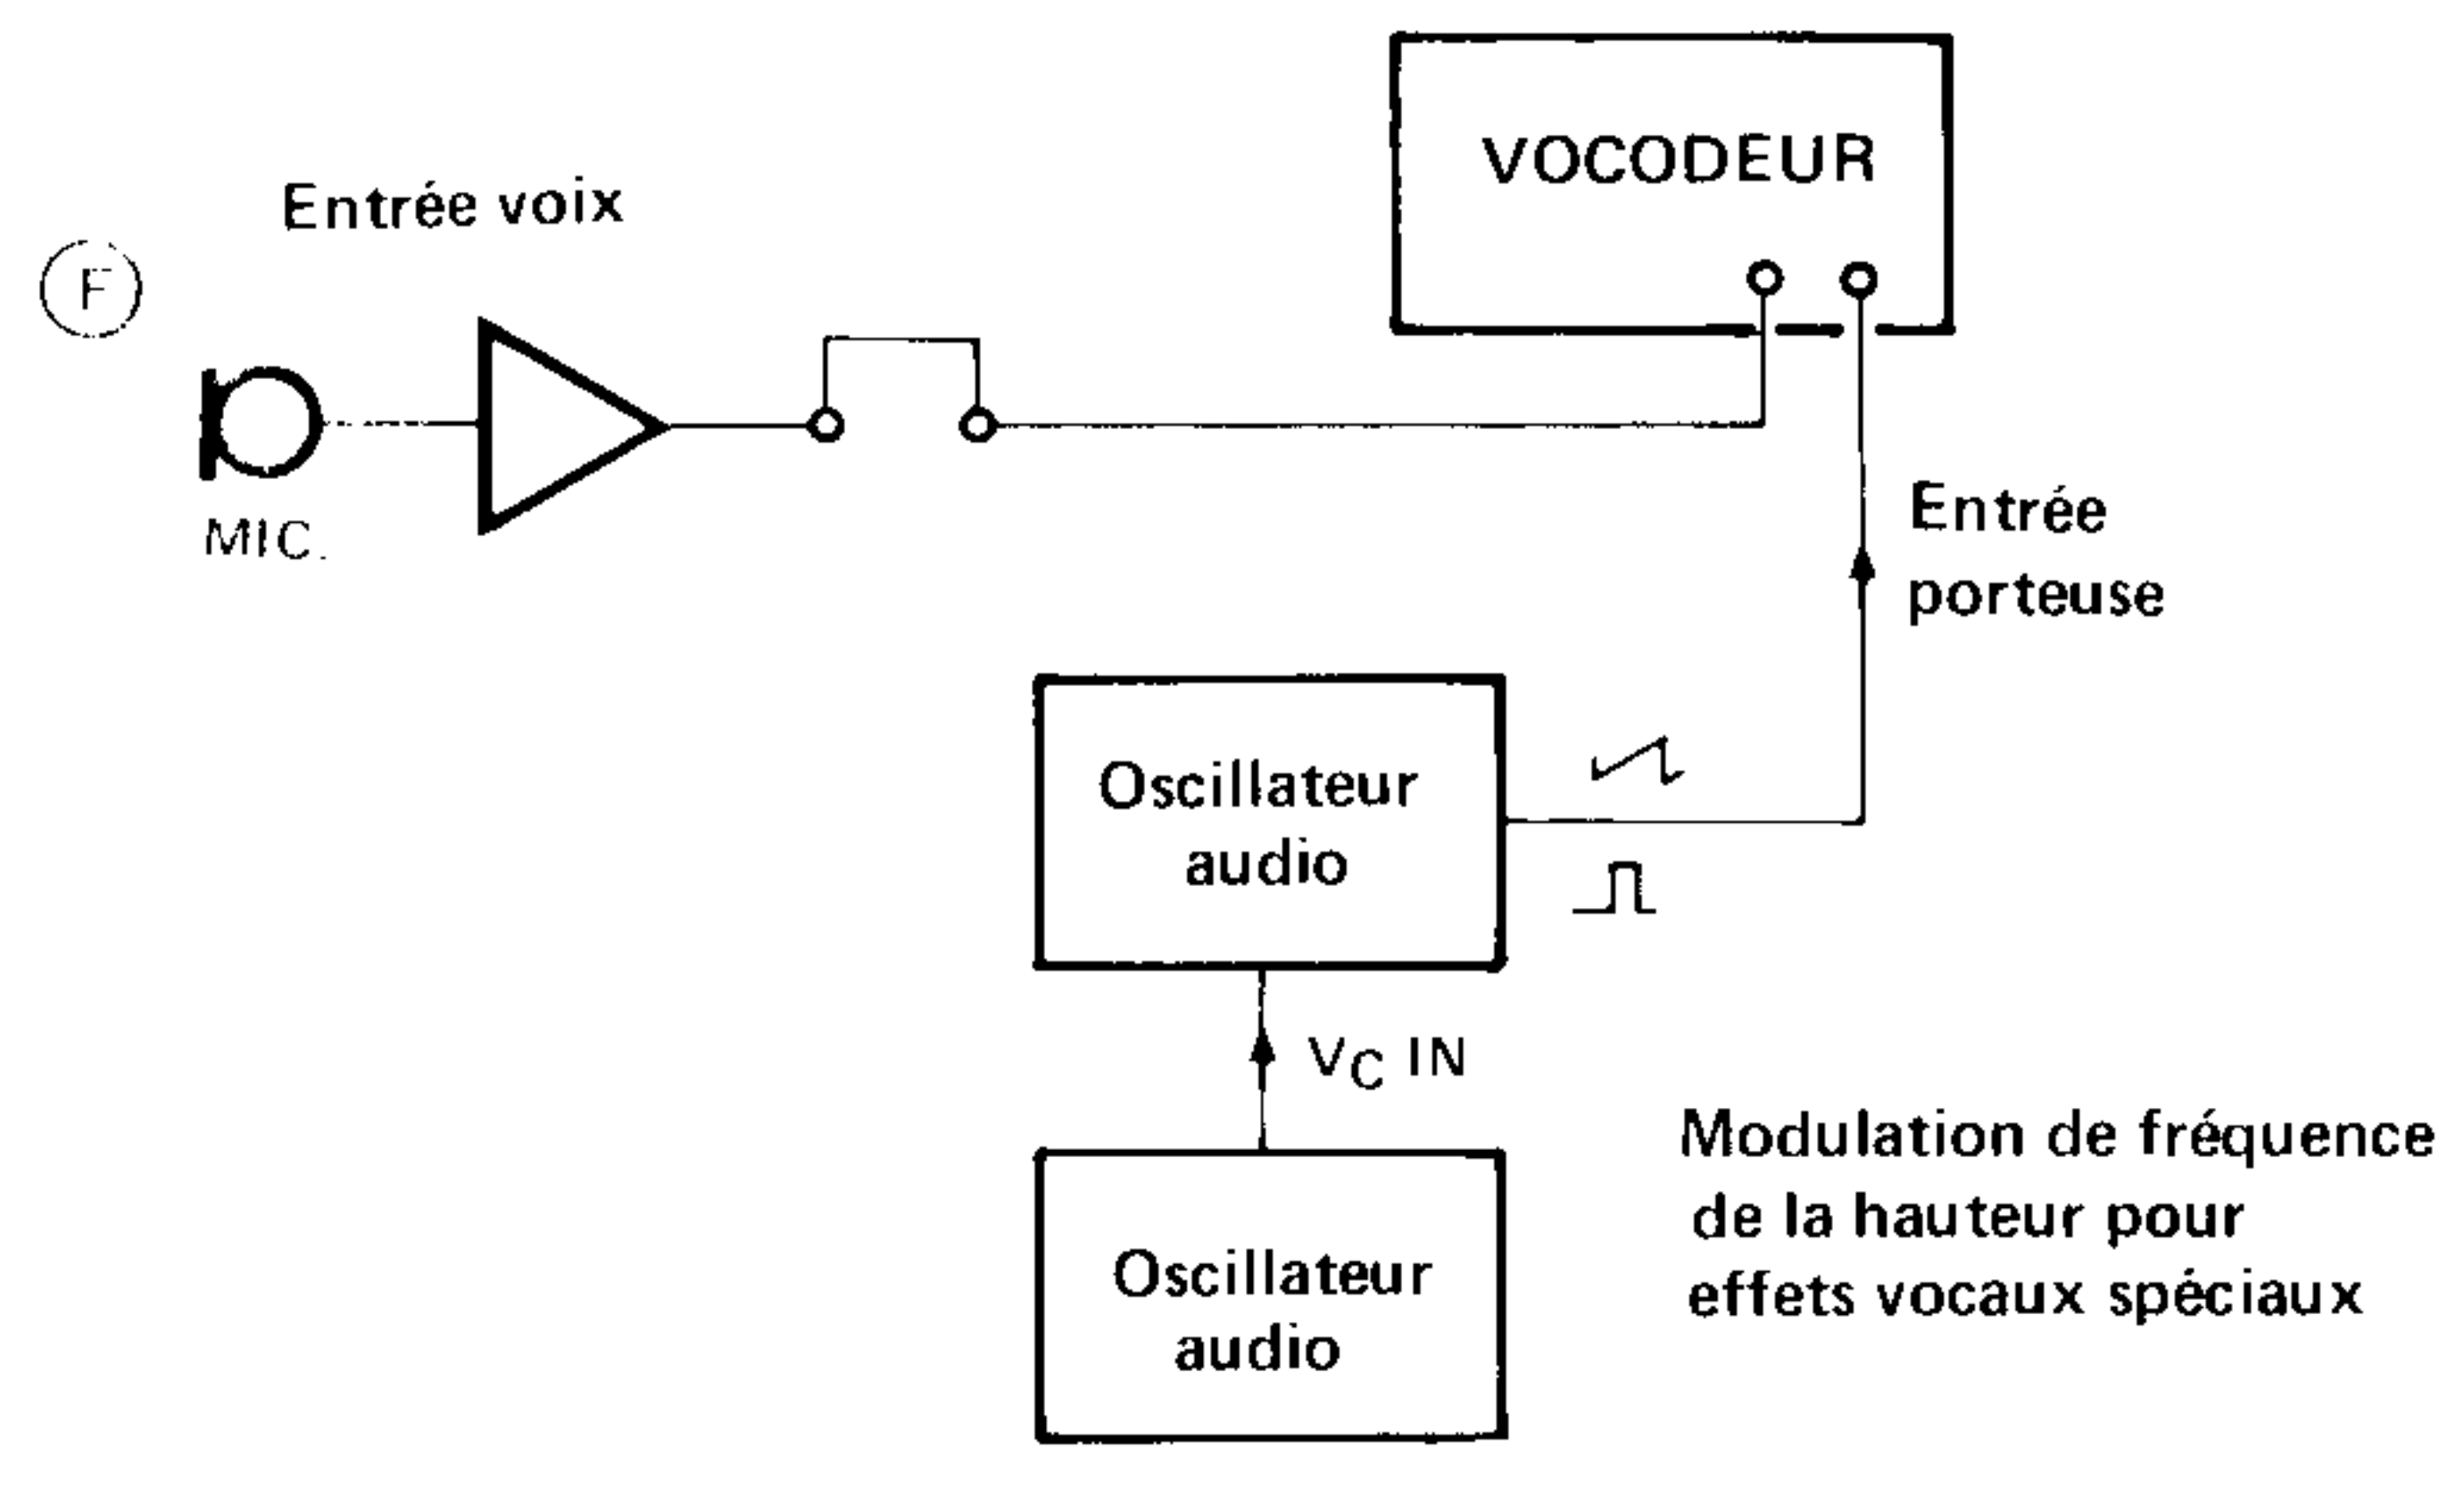 VOCODEUR
Entrée voix
F
MIC.
Entrée
porteuse
Oscillateur
audio
VC IN
Modulation de fréquence
de la hauteur pour
effets vocaux spéciaux
Oscillateur
audio